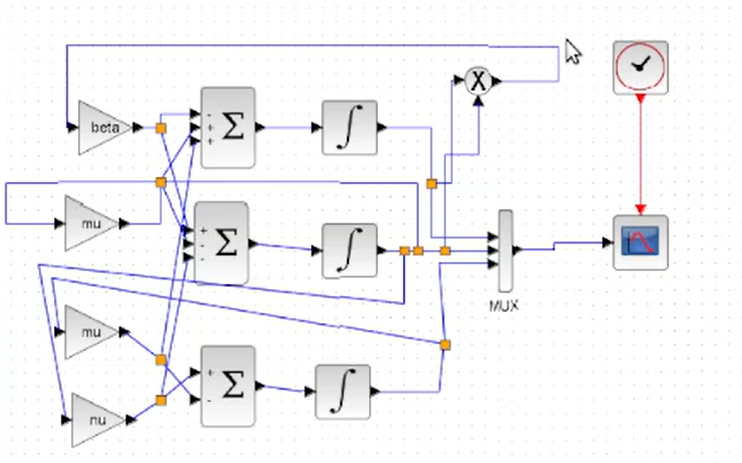 X
beta
-
+
+
Σ
∫
mu
+
-
-
Σ
∫
MUX
mu
+
-
Σ
∫
nu